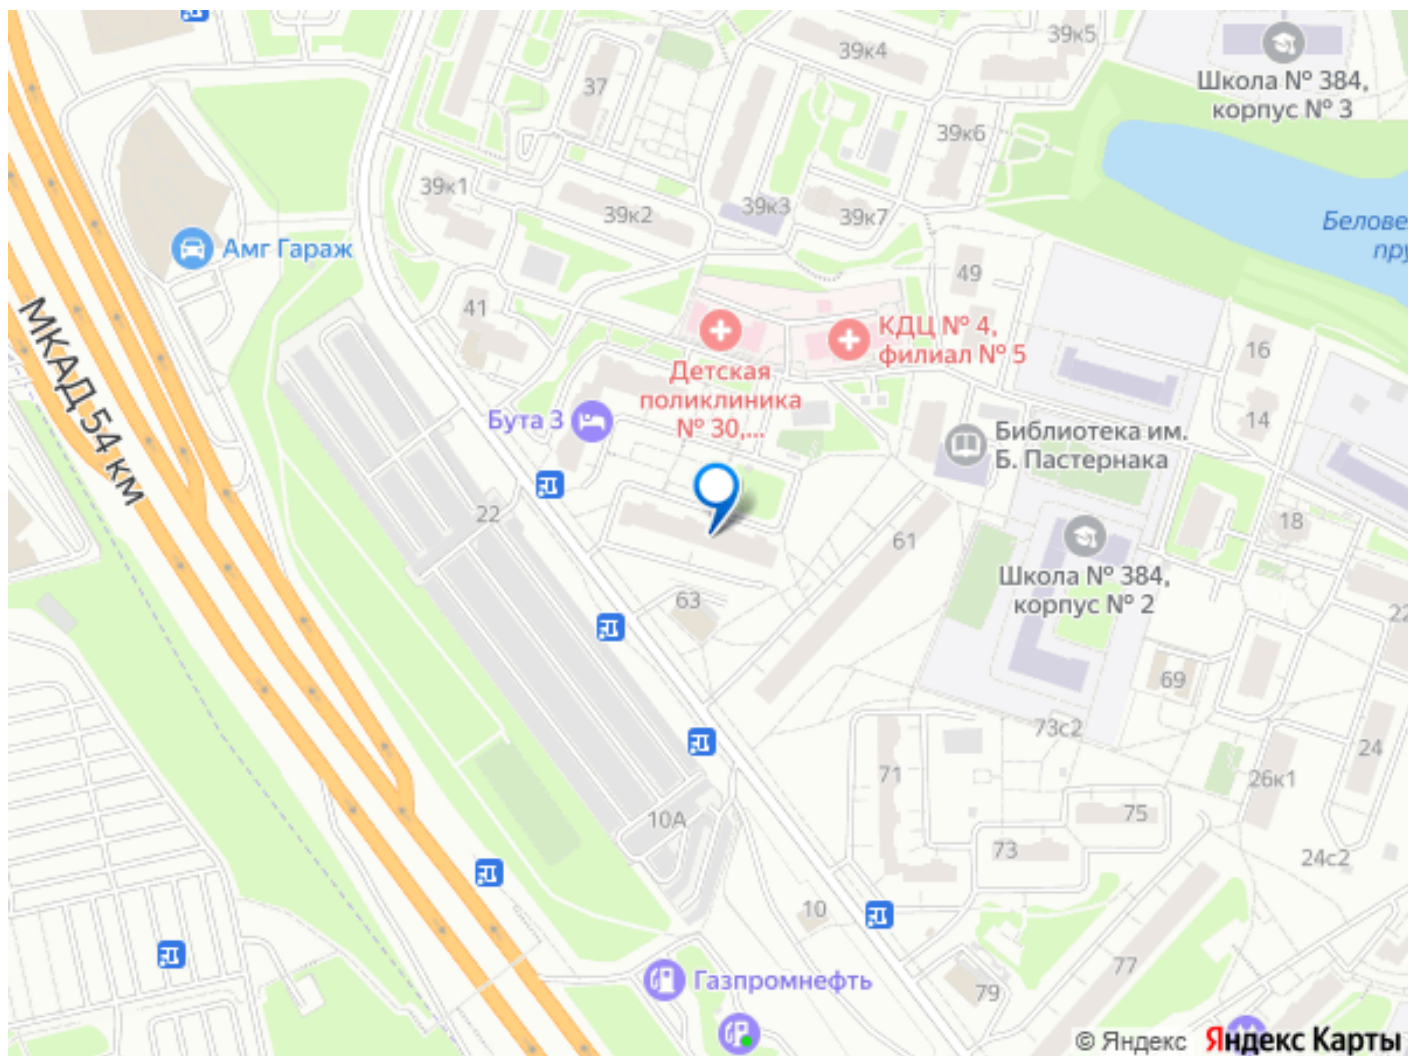 39к5
39к4
Школа № 384,
корпус № 3
37
39к6
39к1
39к2
39к3
39к7
Амг Гараж
Белове
пру
49
41
КДЦ № 4,
филиал № 5
МКАД 54 км
16
Детская
поликлиника
№ 30,...
Бута 3
14
Библиотека им.
Б. Пастернака
22
18
61
Школа № 384,
корпус № 2
63
22
69
73с2
71
24
26к1
10А
75
73
24с2
10
77
Газпромнефть
79
© Яндекс Яндекс Карты